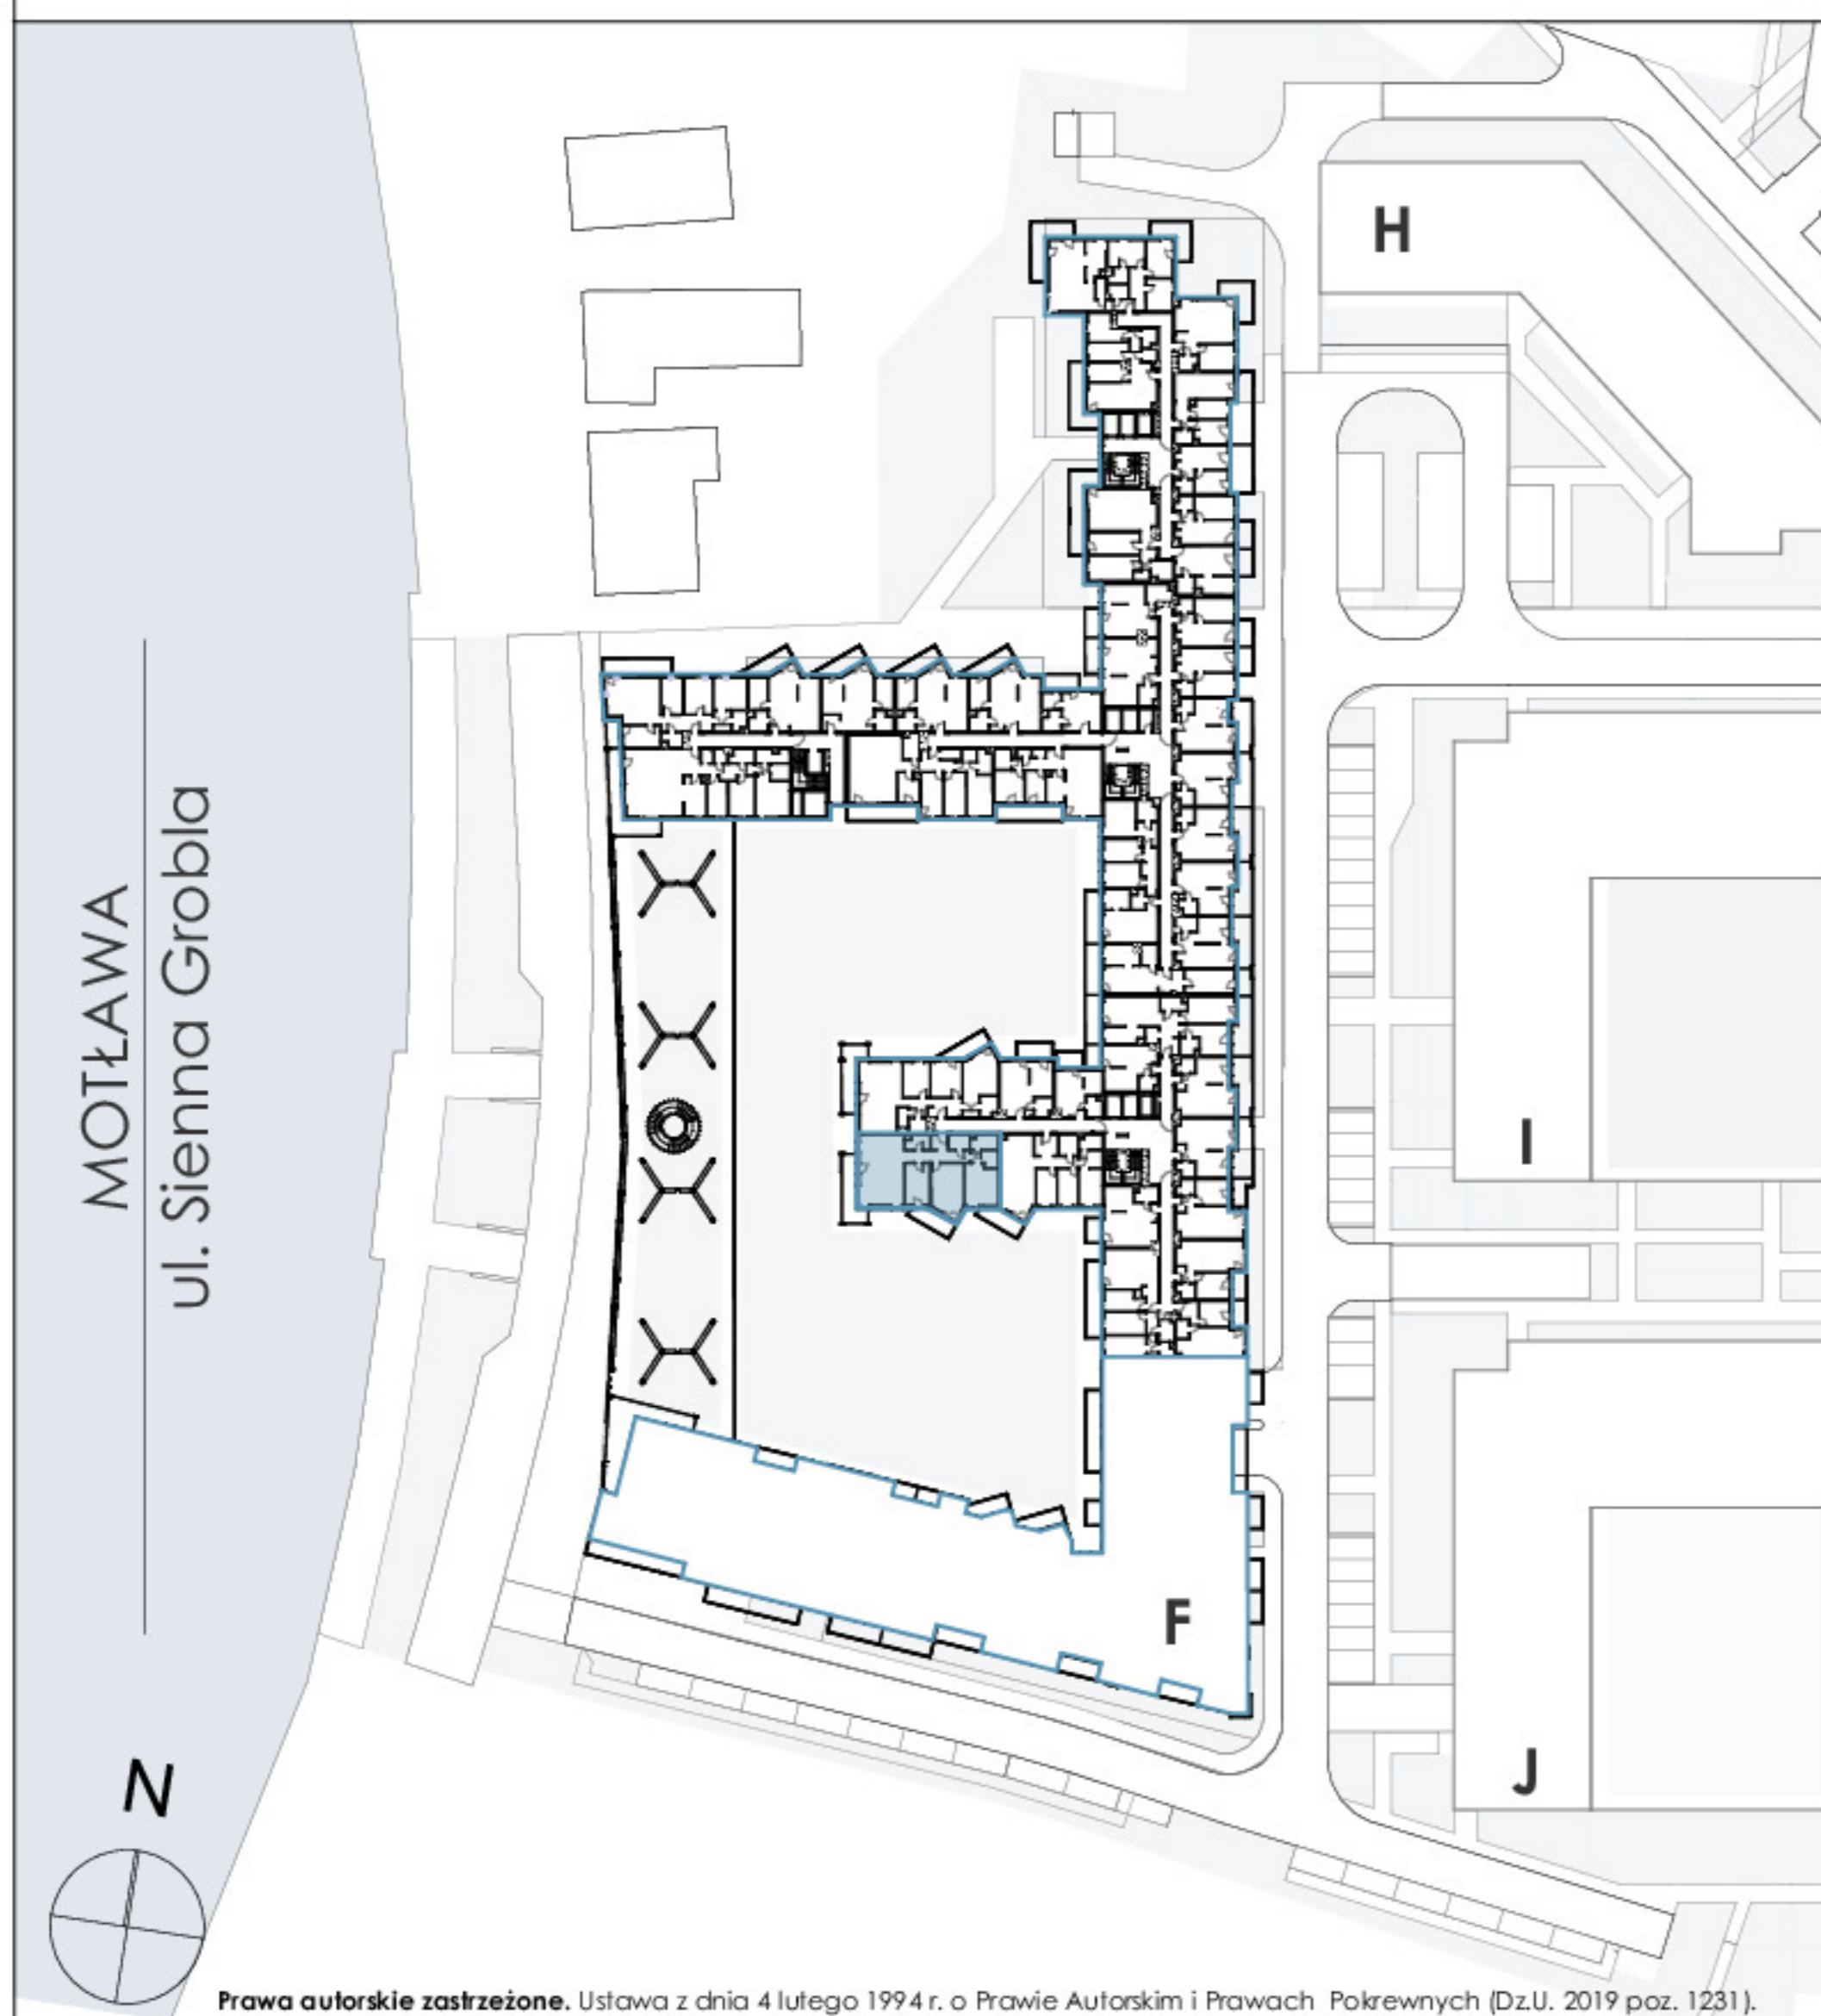 H
MOTŁAWA
ul. Sienna Grobla
I
F
J
N
Prawa autorskie zastrzeżone. Ustawa z dnia 4 lutego 1994 r. o Prawie Autorskim i Prawach Pokrewnych (Dz.U. 2019 poz. 1231).